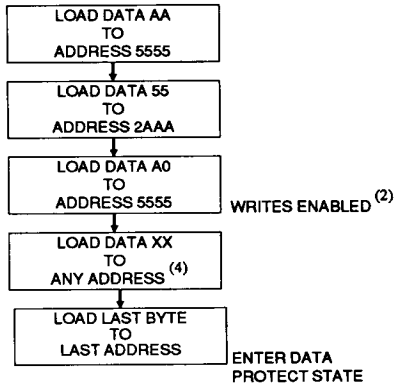 LOAD DATA AA
TO
ADDRESS 5555
LOAD DATA 55
TO
ADDRESS 2AAA
LOAD DATA A0
TO
ADDRESS 5555
WRITES ENABLED (2)
LOAD DATA XX
TO
ANY ADDRESS (4)
LOAD LAST BYTE
TO
LAST ADDRESS
ENTER DATA
PROTECT STATE